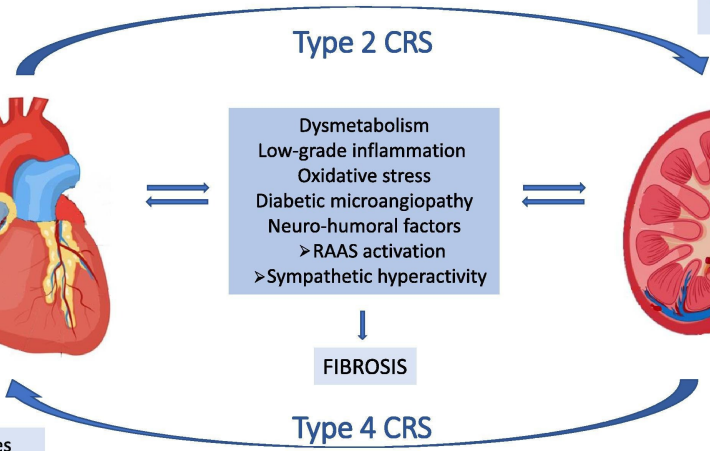 Type 2 CRS
Dysmetabolism
Low-grade inflammation
Oxidative stress
Diabetic microangiopathy
Neuro-humoral factors
➢RAAS activation
➢Sympathetic hyperactivity
FIBROSIS
Type 4 CRS